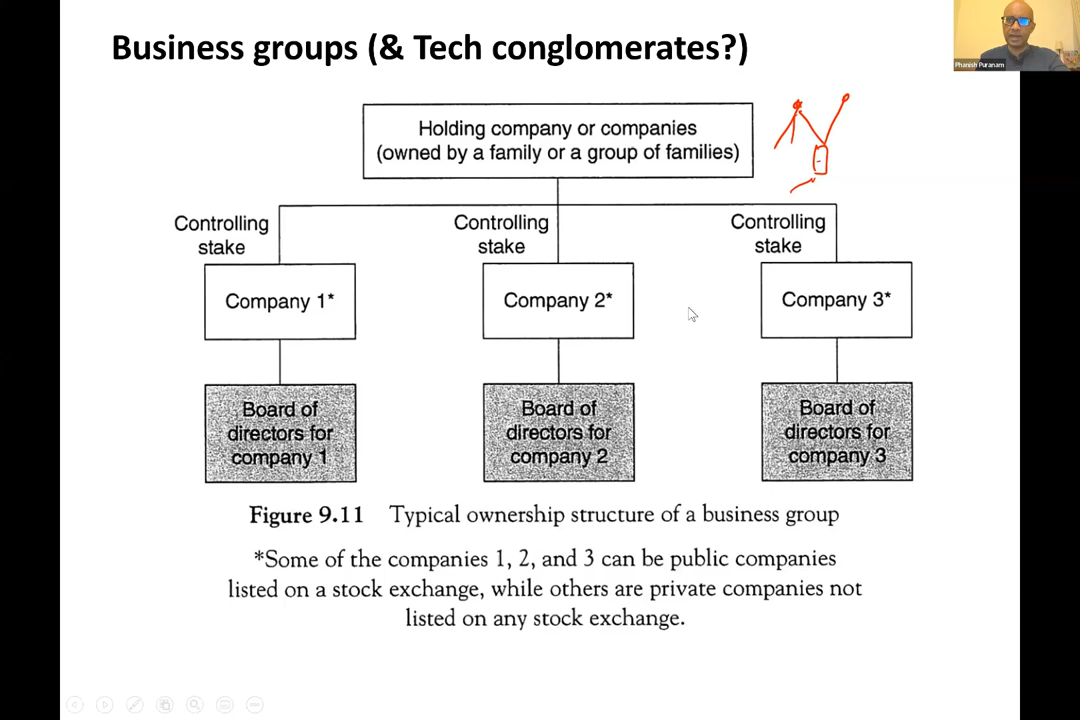 Business groups (& Tech conglomerates?)
Phanish Puranam
Holding company or companies
(owned by a family or a group of families)
Controlling
stake
Controlling
stake
Controlling
stake
Company 1*
Company 2*
Company 3*
Board of
directors for
company 1
Board of
directors for
company 2
Board of
directors for
company 3
Figure 9.11 Typical ownership structure of a business group
*Some of the companies 1, 2, and 3 can be public companies
listed on a stock exchange, while others are private companies not
listed on any stock exchange.